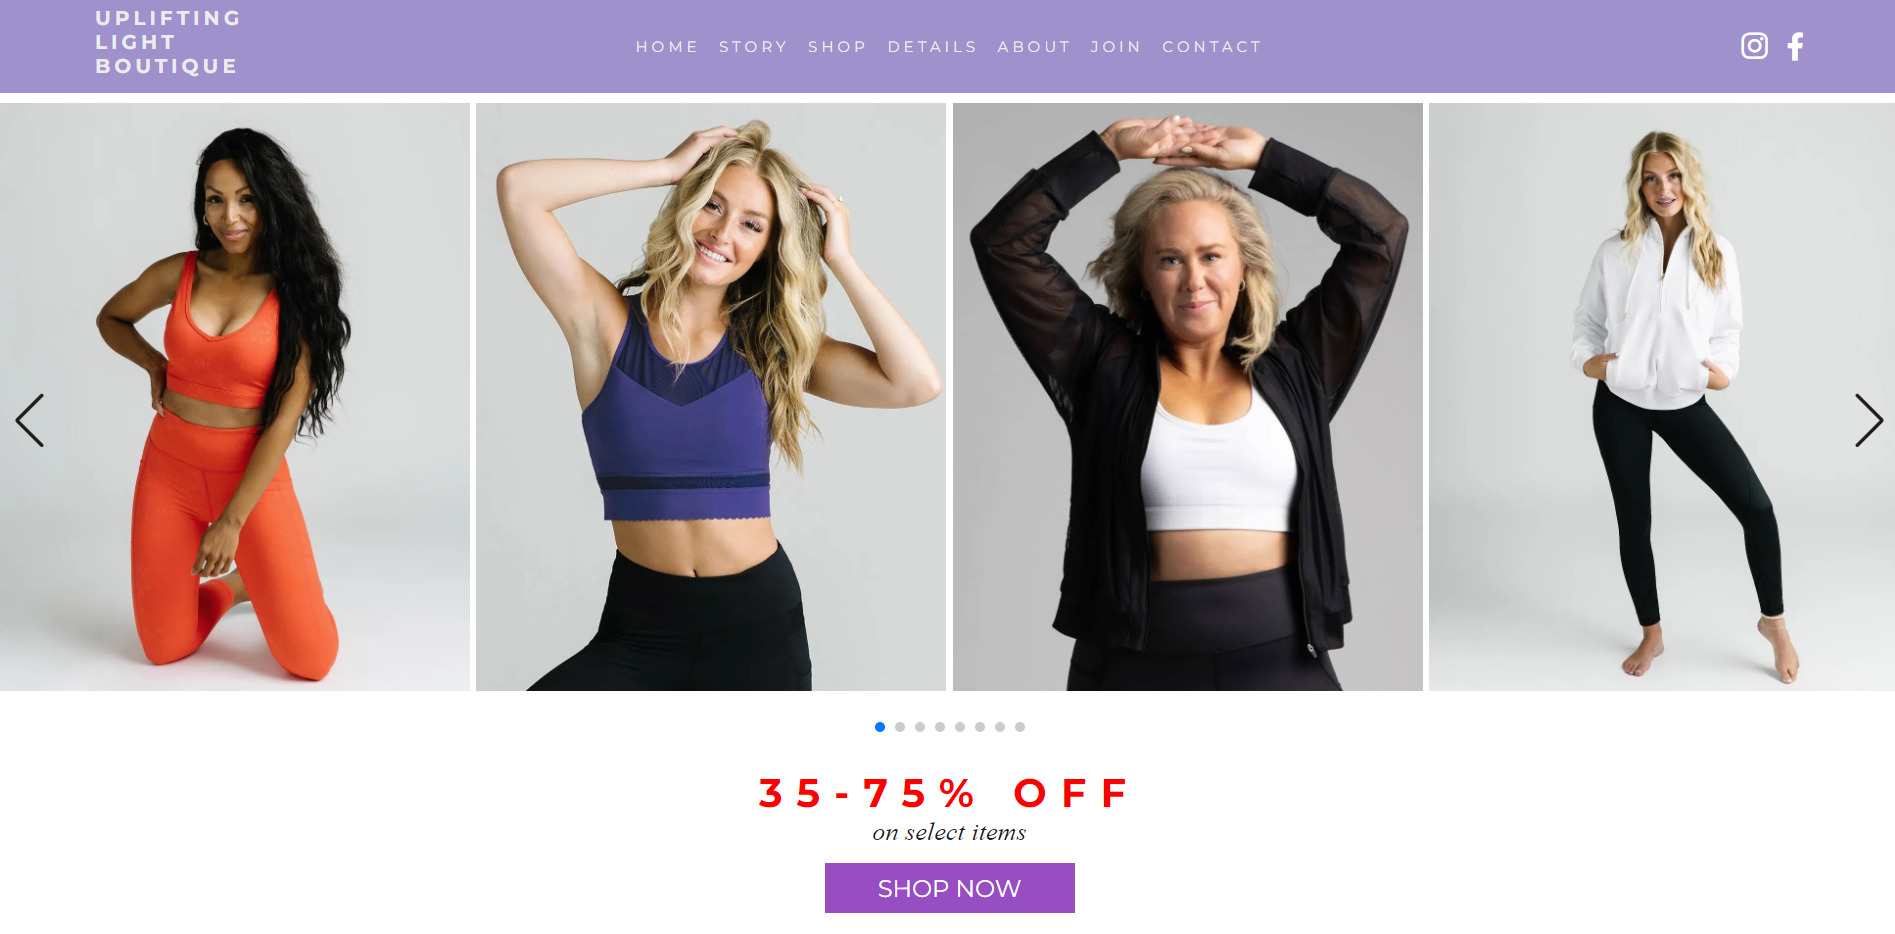 UPLIFTING
LIGHT
BOUTIQUE
HOME STORY SHOP DETAILS ABOUT JOIN CONTACT
35-75% OFF
on select items
SHOP NOW